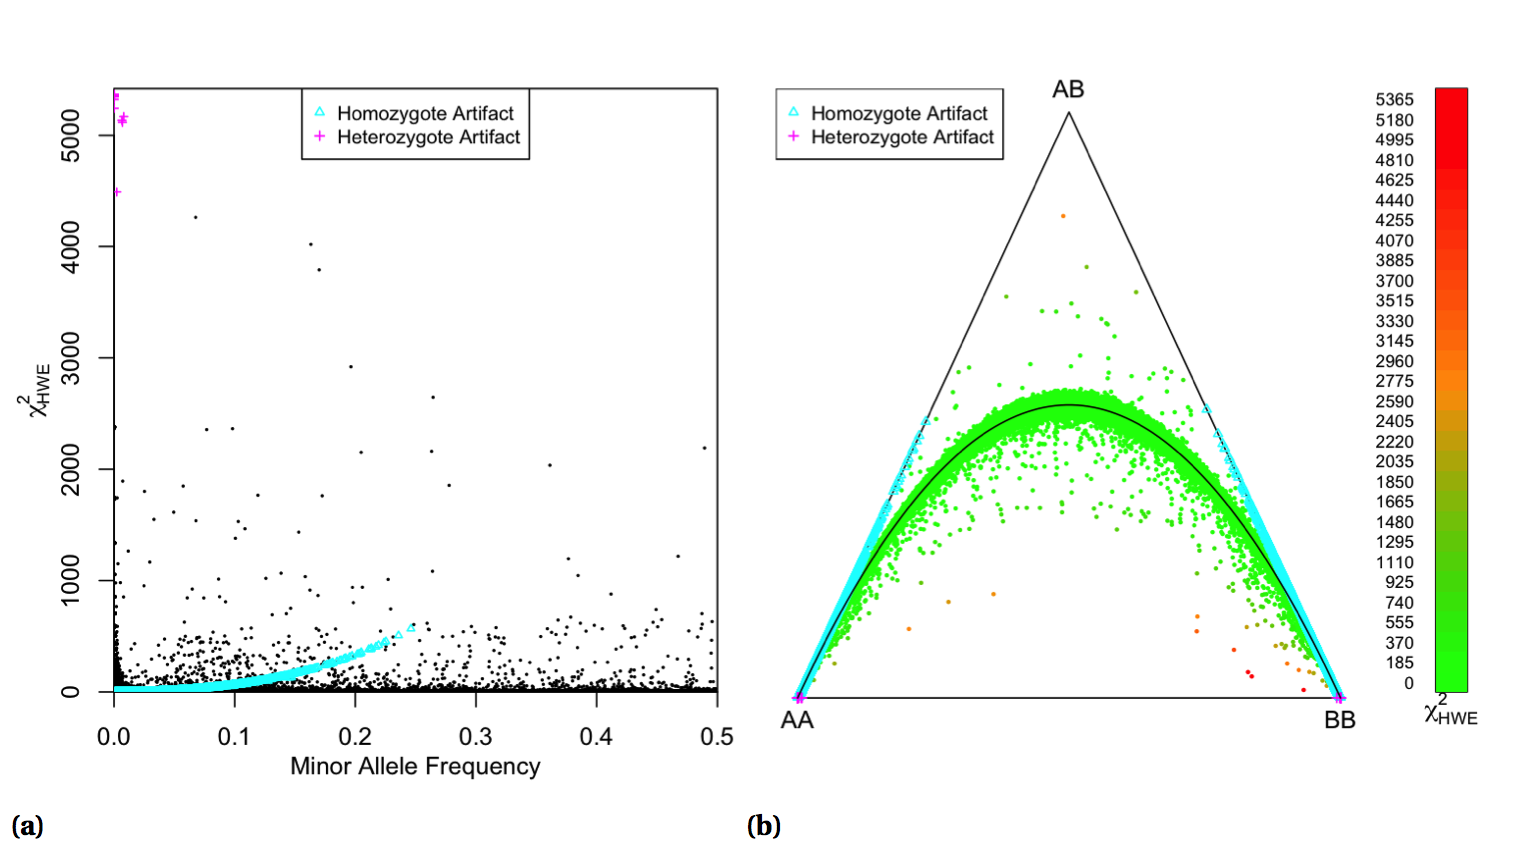 Homozygote Artifact
Heterozygote Artifact
5000
4000
3000
2000
1000
0
χ²HWE
0.0 0.1 0.2 0.3 0.4 0.5
Minor Allele Frequency
(a)
Homozygote Artifact
Heterozygote Artifact
AB
AA
BB
5365
5180
4995
4810
4625
4440
4255
4070
3885
3700
3515
3330
3145
2960
2775
2590
2405
2220
2035
1850
1665
1480
1295
1110
925
740
555
370
185
0
χ²HWE
(b)